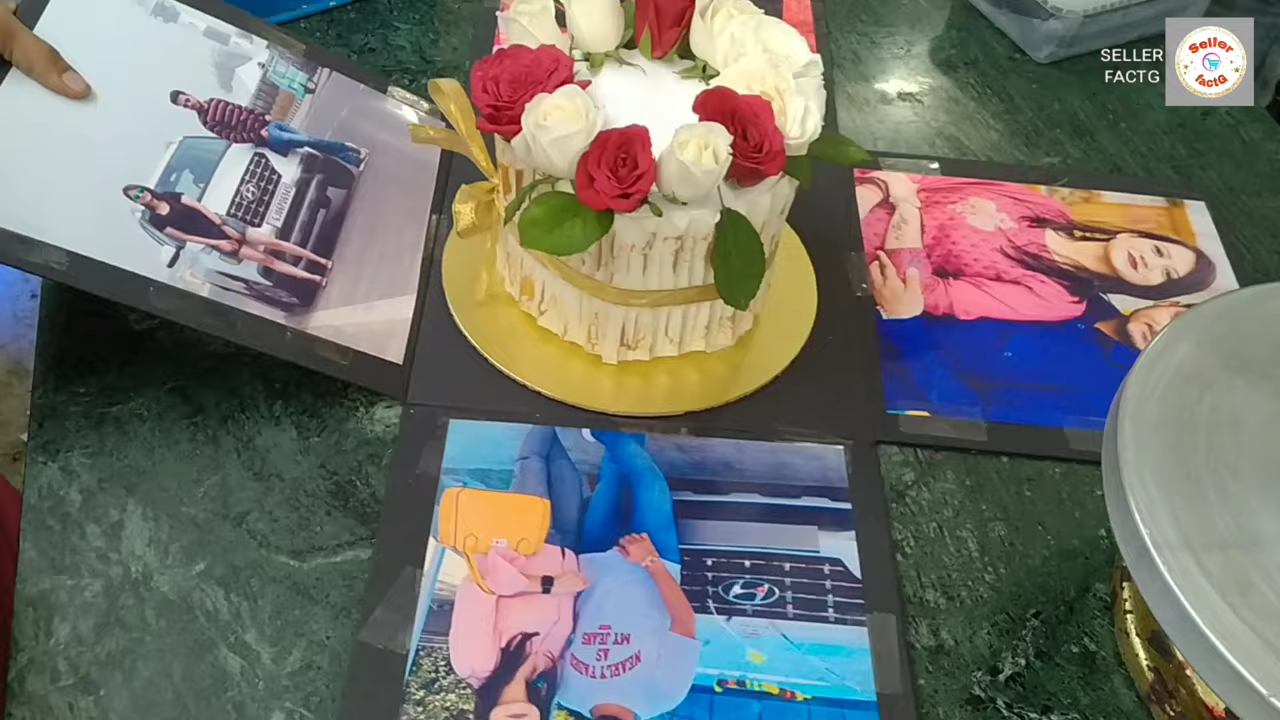 SELLER
FACTG
Seller
factG
NEARLY FADED
AS
MY JEANS